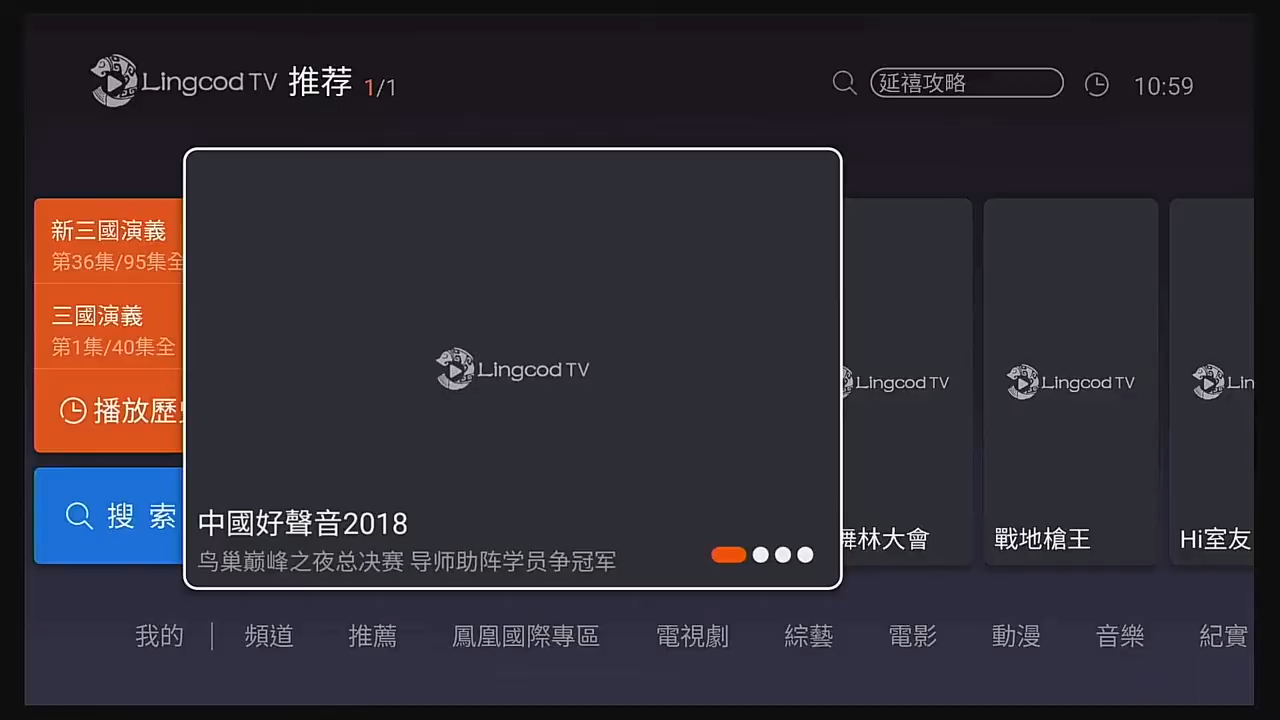 Lingcod TV 推荐 1/1
延禧攻略
10:59
新三國演義
第36集/95集全
三國演義
第1集/40集全
播放歷
搜 索
Lingcod TV
中國好聲音2018
鸟巢巅峰之夜总决赛 导师助阵学员争冠军
Lingcod TV
舞林大會
Lingcod TV
戰地槍王
Lin
Hi室友
我的 | 頻道 推薦 鳳凰國際專區 電視劇 綜藝 電影 動漫 音樂 紀實